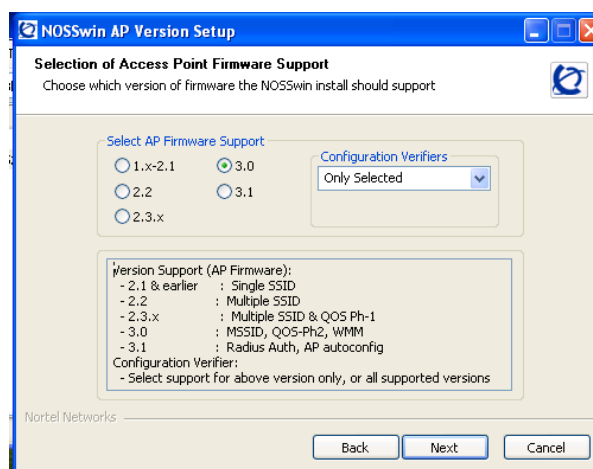 NOSSwin AP Version Setup
Selection of Access Point Firmware Support
Choose which version of firmware the NOSSwin install should support
Select AP Firmware Support
1.x-2.1
3.0
2.2
3.1
2.3.x
Configuration Verifiers
Only Selected
Version Support (AP Firmware):
- 2.1 & earlier : Single SSID
- 2.2 : Multiple SSID
- 2.3.x : Multiple SSID & QOS Ph-1
- 3.0 : MSSID, QOS-Ph2, WMM
- 3.1 : Radius Auth, AP autoconfig
Configuration Verifier:
- Select support for above version only, or all supported versions
Nortel Networks
Back
Next
Cancel